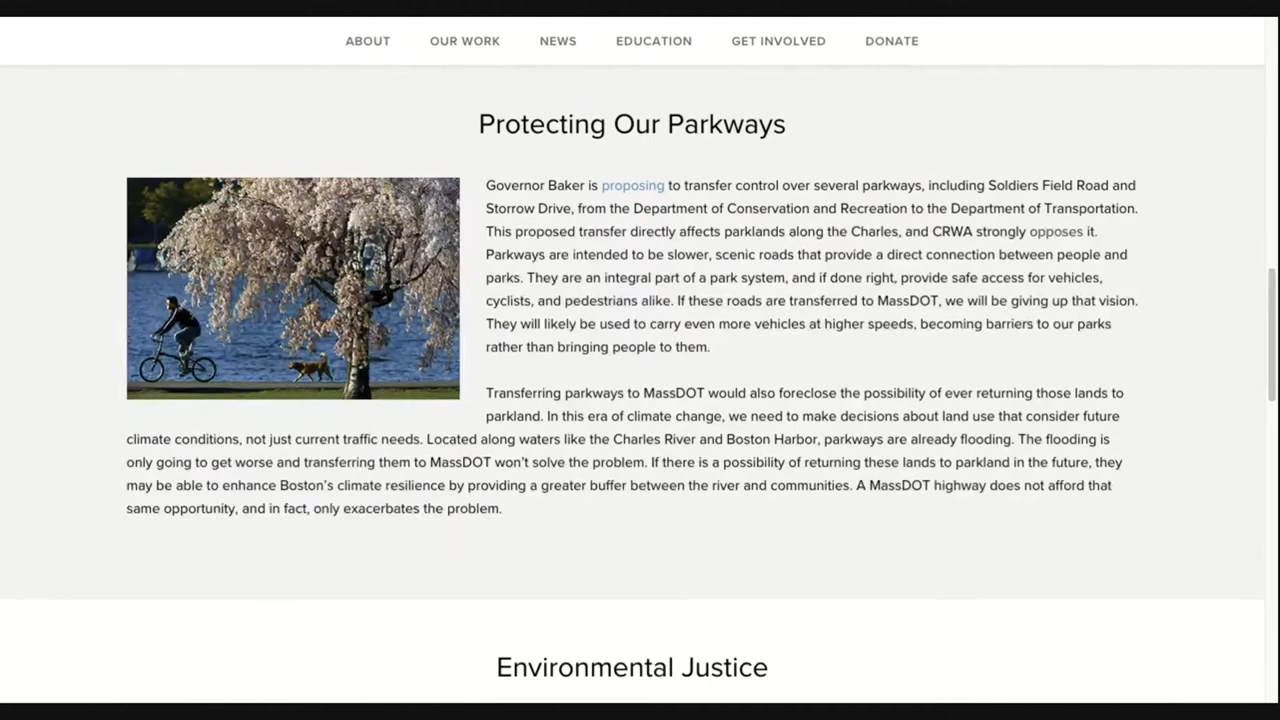 ABOUT OUR WORK NEWS EDUCATION GET INVOLVED DONATE
Protecting Our Parkways
Governor Baker is proposing to transfer control over several parkways, including Soldiers Field Road and
Storrow Drive, from the Department of Conservation and Recreation to the Department of Transportation.
This proposed transfer directly affects parklands along the Charles, and CRWA strongly opposes it.
Parkways are intended to be slower, scenic roads that provide a direct connection between people and
parks. They are an integral part of a park system, and if done right, provide safe access for vehicles,
cyclists, and pedestrians alike. If these roads are transferred to MassDOT, we will be giving up that vision.
They will likely be used to carry even more vehicles at higher speeds, becoming barriers to our parks
rather than bringing people to them.
Transferring parkways to MassDOT would also foreclose the possibility of ever returning those lands to
parkland. In this era of climate change, we need to make decisions about land use that consider future
climate conditions, not just current traffic needs. Located along waters like the Charles River and Boston Harbor, parkways are already flooding. The flooding is
only going to get worse and transferring them to MassDOT won’t solve the problem. If there is a possibility of returning these lands to parkland in the future, they
may be able to enhance Boston’s climate resilience by providing a greater buffer between the river and communities. A MassDOT highway does not afford that
same opportunity, and in fact, only exacerbates the problem.
Environmental Justice